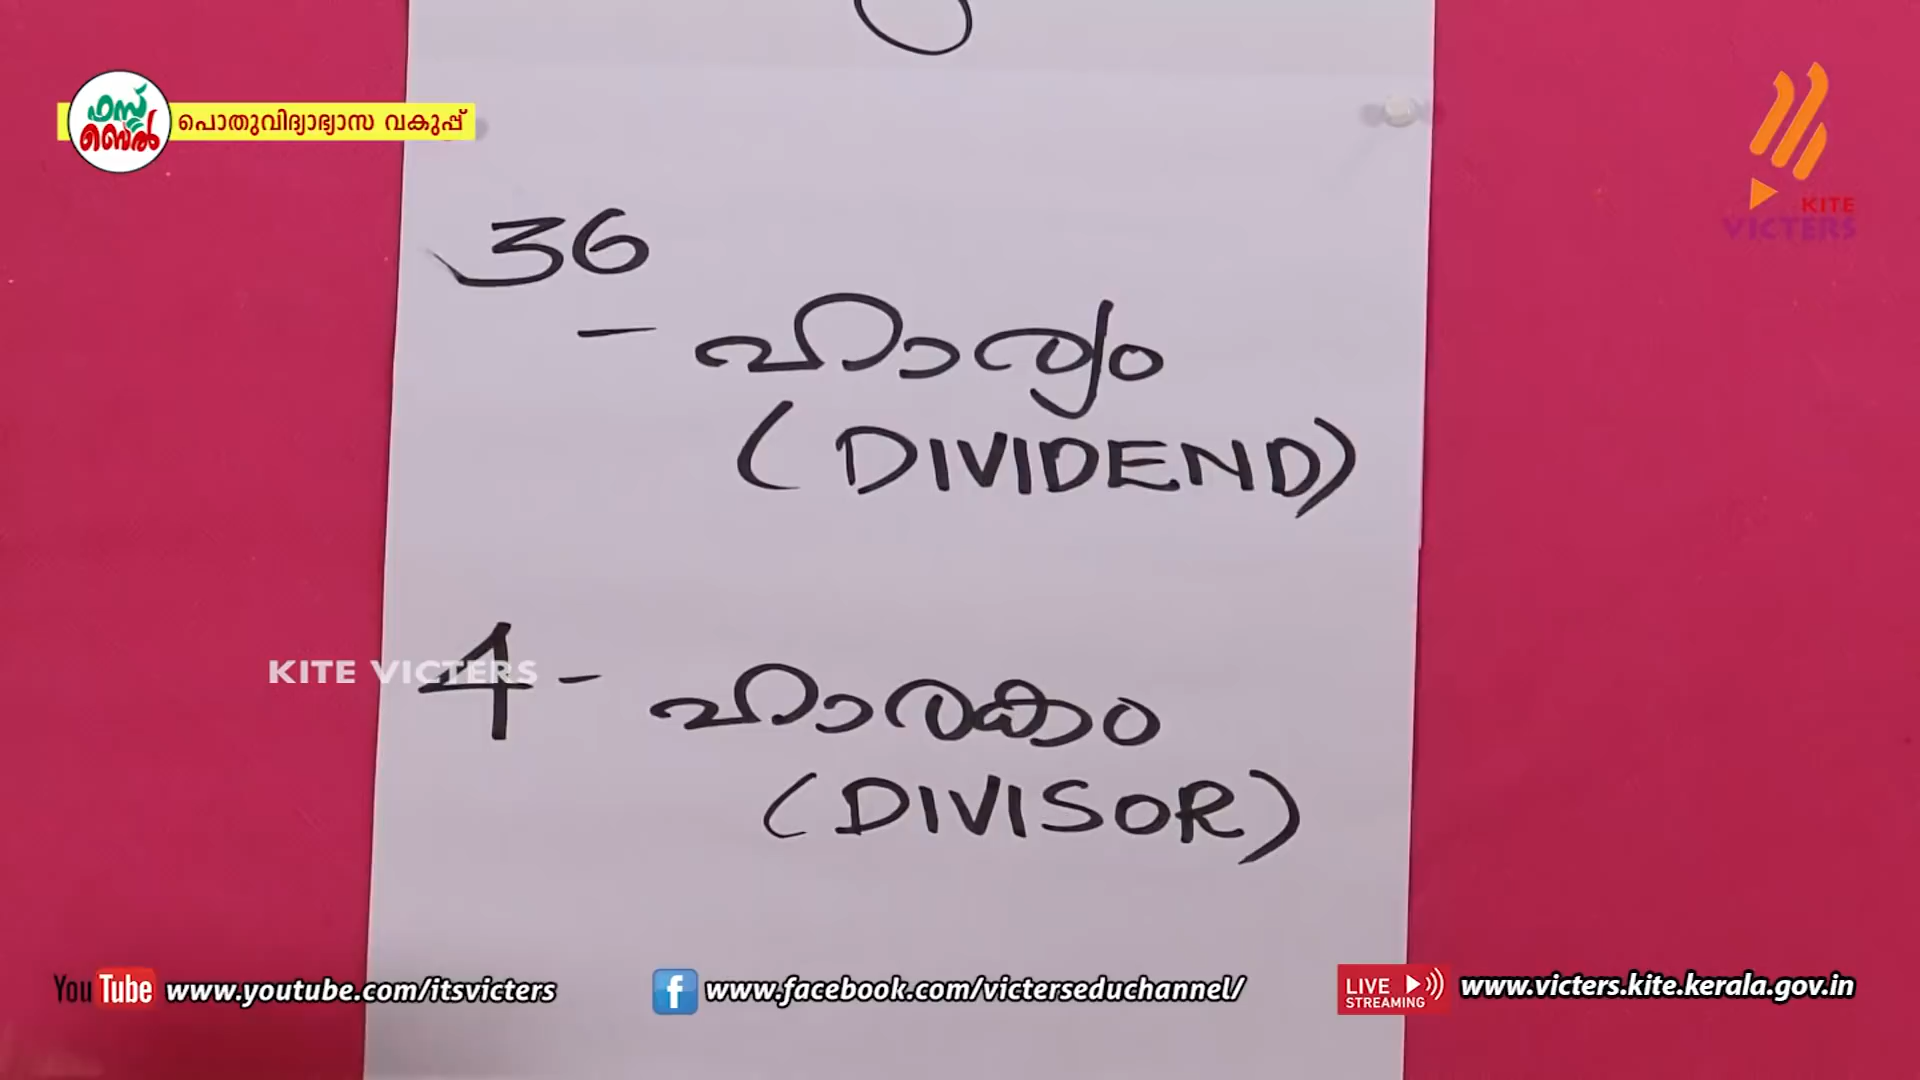 ഫസ്റ്റ്
ബെൽ
പൊതുവിദ്യാഭ്യാസ വകുപ്പ്
KITE
VICTERS
36
- ഹാര്യം
(DIVIDEND)
4 - ഹാരകം
(DIVISOR)
KITE VICTERS
YouTube www.youtube.com/itsvicters
f www.facebook.com/victerseduchannel/
LIVE
STREAMING
www.victers.kite.kerala.gov.in